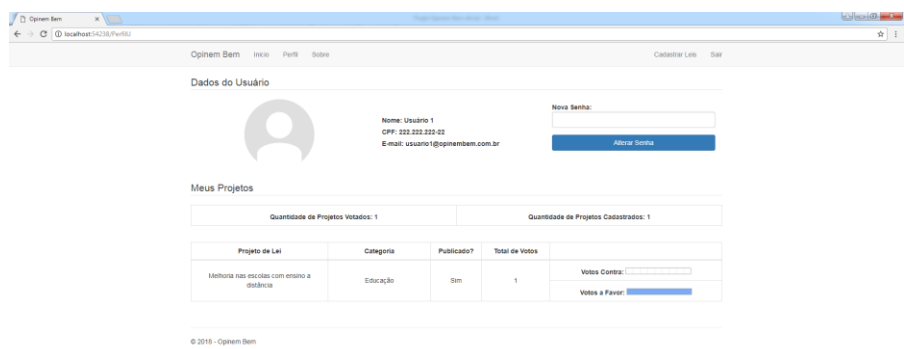 Opinem Bem
localhost:54238/PerfilU
Opinem Bem Início Perfil Sobre Cadastrar Leis Sair
Dados do Usuário
Nova Senha:
Nome: Usuário 1
CPF: 222.222.222-22
E-mail: usuario1@opinembem.com.br
Alterar Senha
Meus Projetos
Quantidade de Projetos Votados: 1 Quantidade de Projetos Cadastrados: 1
Projeto de Lei Categoria Publicado? Total de Votos
Melhoria nas escolas com ensino a
distância
Educação Sim 1
Votos Contra:
Votos a Favor:
© 2016 - Opinem Bem